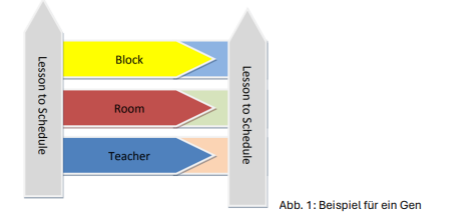 Lesson to Schedule
Block
Room
Teacher
Lesson to Schedule
Abb. 1: Beispiel für ein Gen